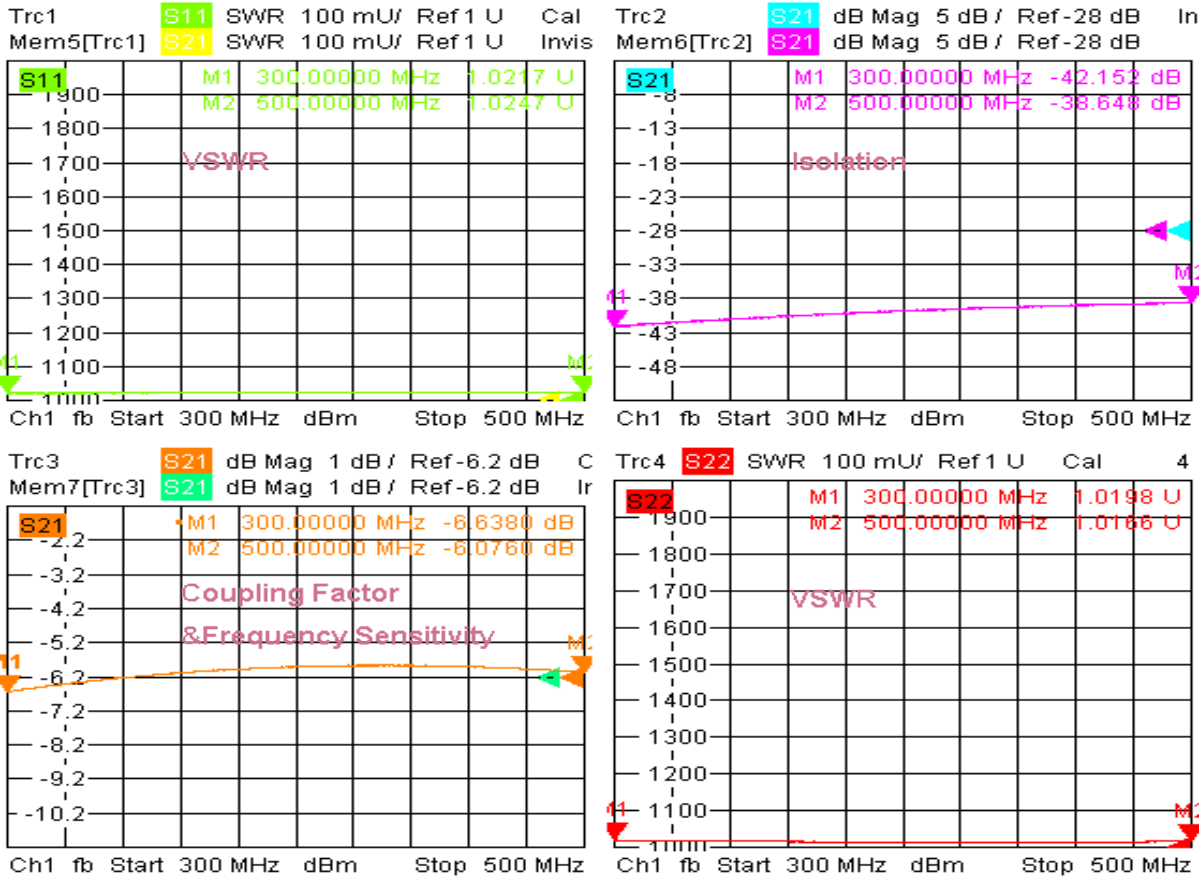 Trc1 S11 SWR 100 mU/ Ref 1 U Cal
Mem5[Trc1] S21 SWR 100 mU/ Ref 1 U Invis
S11
M1 300.00000 MHz 1.0217 U
M2 500.00000 MHz 1.0247 U
1900
1800
1700
VSWR
1600
1500
1400
1300
1200
1100
M1
Ch1 fb Start 300 MHz dBm Stop 500 MHz
Trc2 S21 dB Mag 5 dB / Ref -28 dB In
Mem6[Trc2] S21 dB Mag 5 dB / Ref -28 dB
S21
M1 300.00000 MHz -42.152 dB
M2 500.00000 MHz -38.648 dB
-8
-13
-18
Isolation
-23
-28
-33
M2
-38
-43
-48
Ch1 fb Start 300 MHz dBm Stop 500 MHz
Trc3 S21 dB Mag 1 dB / Ref -6.2 dB C
Mem7[Trc3] S21 dB Mag 1 dB / Ref -6.2 dB Ir
S21
•M1 300.00000 MHz -6.6380 dB
M2 500.00000 MHz -6.0760 dB
-2.2
-3.2
Coupling Factor
-4.2
&Frequency Sensitivity
-5.2
-6.2
-7.2
-8.2
-9.2
-10.2
Ch1 fb Start 300 MHz dBm Stop 500 MHz
Trc4 S22 SWR 100 mU/ Ref 1 U Cal 4
S22
M1 300.00000 MHz 1.0198 U
M2 500.00000 MHz 1.0166 U
1900
1800
1700
VSWR
1600
1500
1400
1300
1200
1100
M2
Ch1 fb Start 300 MHz dBm Stop 500 MHz